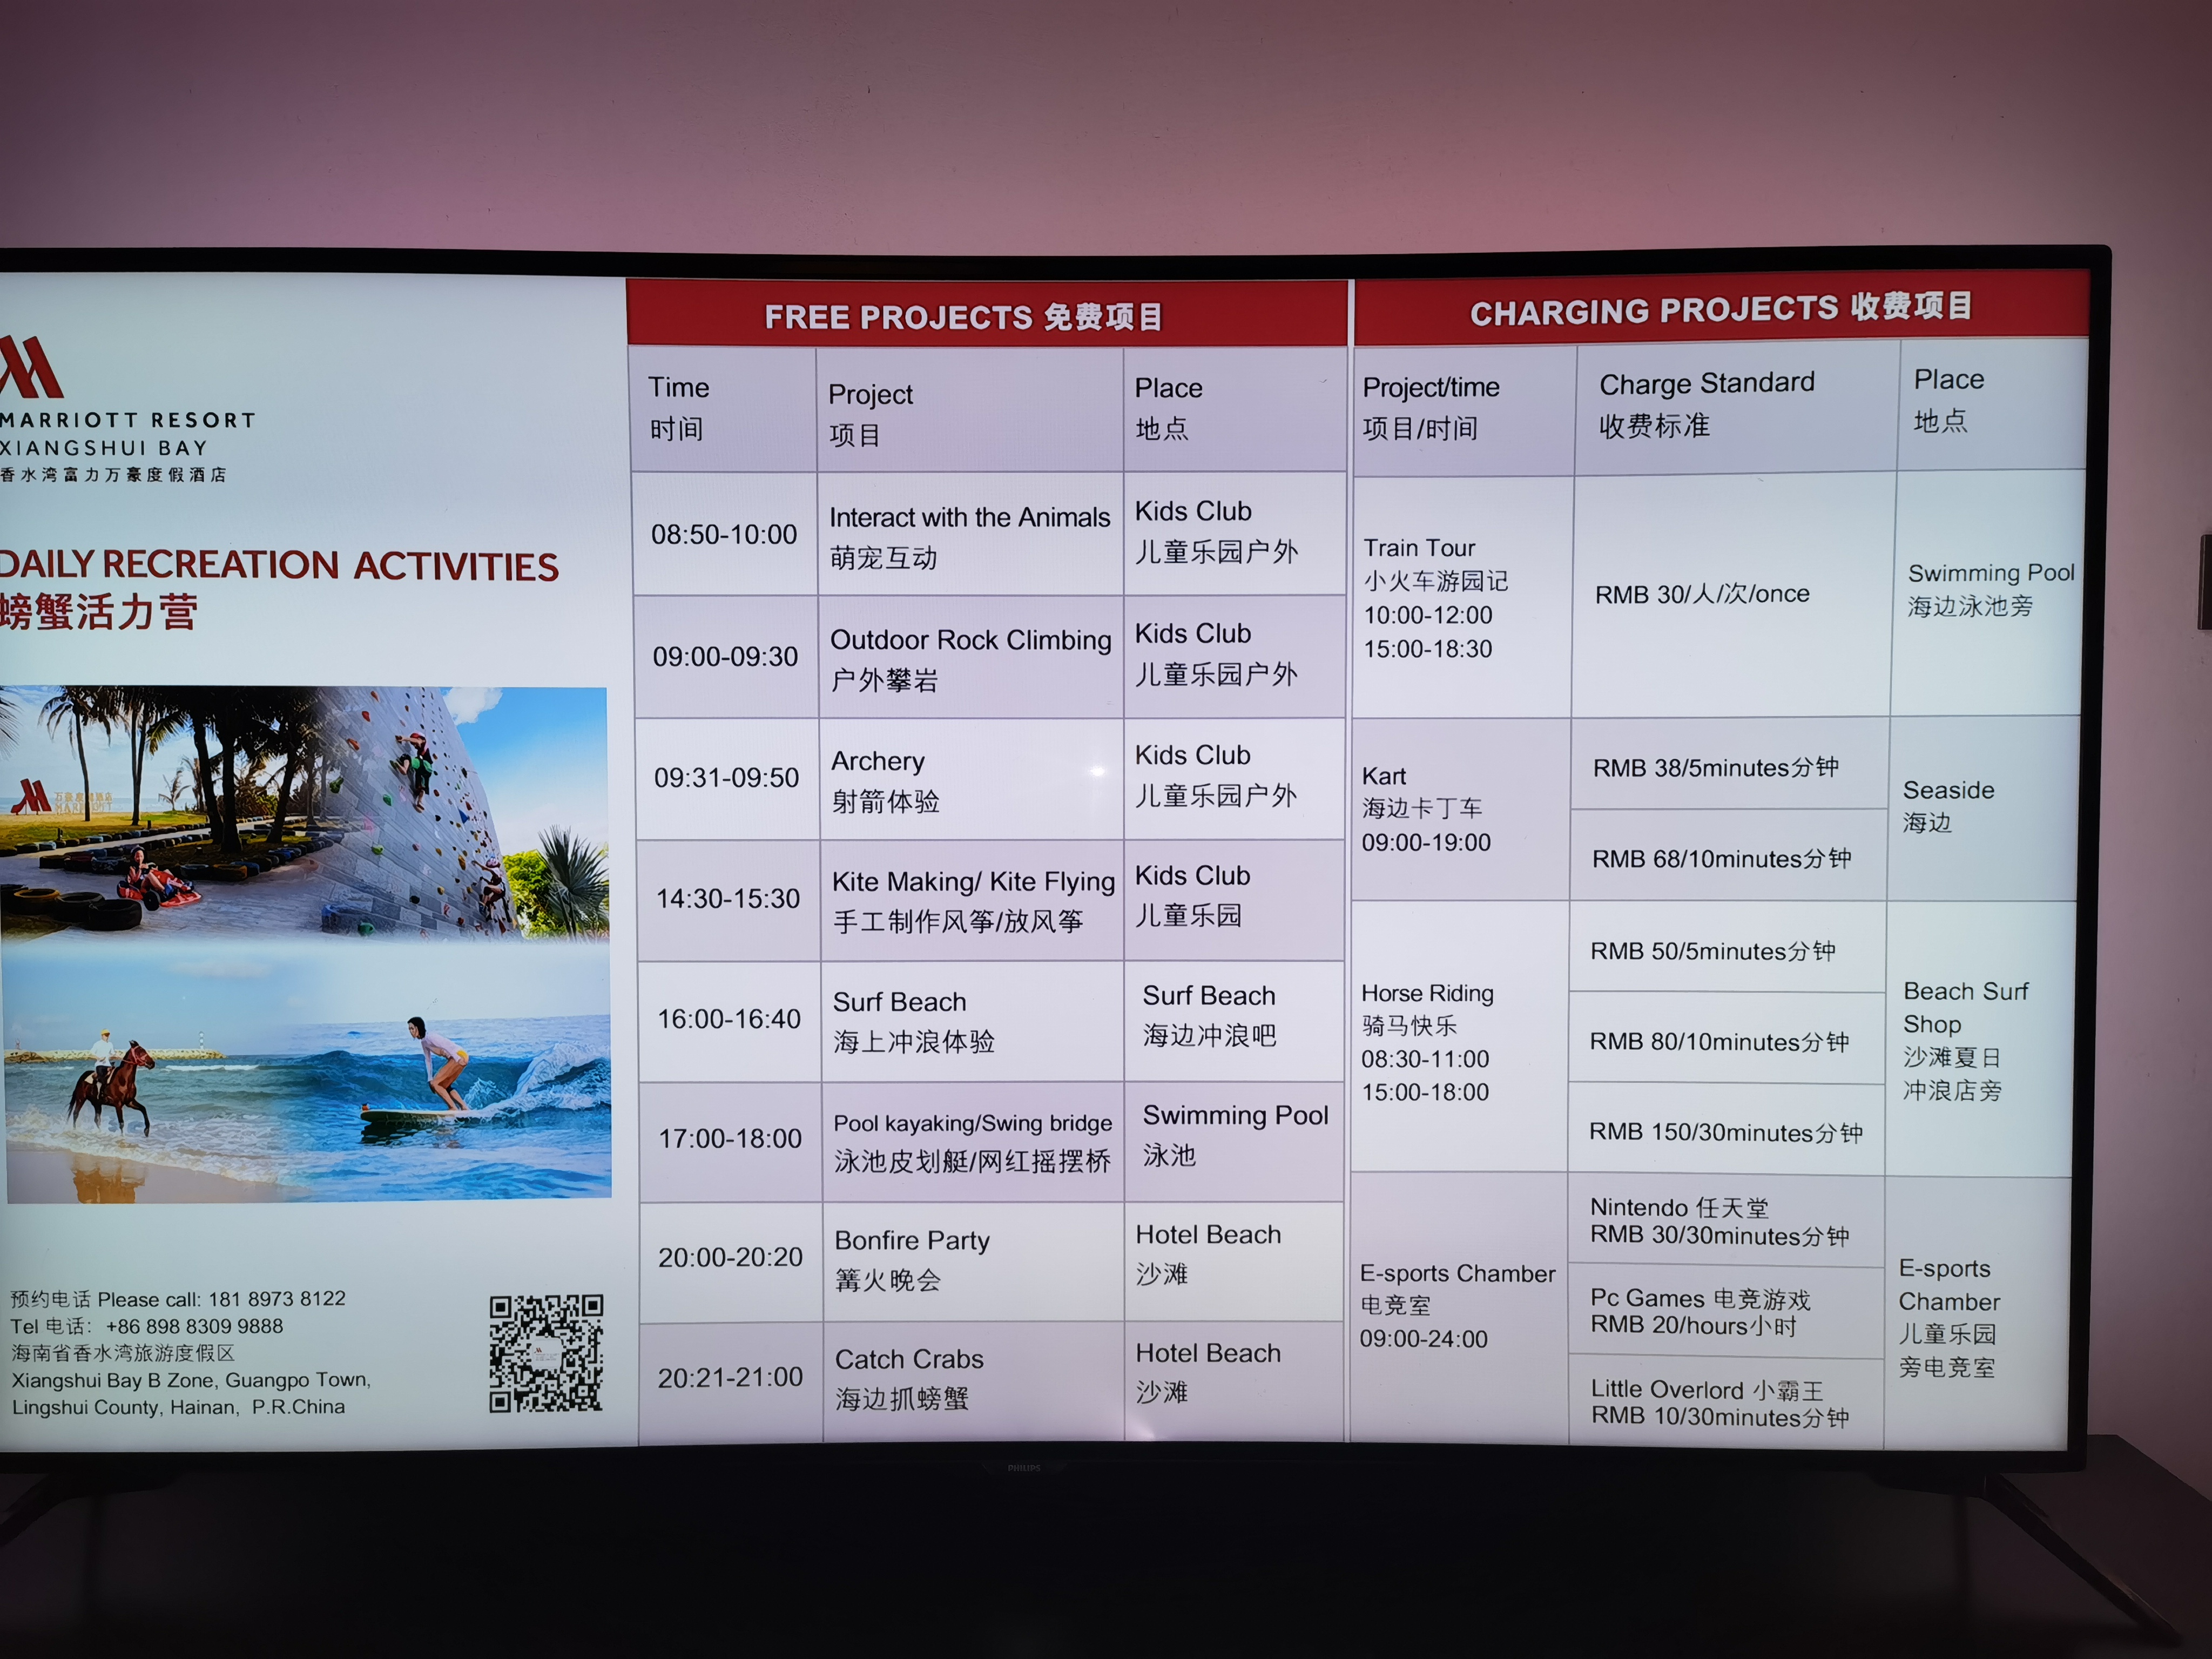 MARRIOTT RESORT
XIANGSHUI BAY
香水湾富力万豪度假酒店
DAILY RECREATION ACTIVITIES
螃蟹活力营
预约电话 Please call: 181 8973 8122
Tel 电话: +86 898 8309 9888
海南省香水湾旅游度假区
Xiangshui Bay B Zone, Guangpo Town,
Lingshui County, Hainan, P.R.China
FREE PROJECTS 免费项目
Time
时间
Project
项目
Place
地点
08:50-10:00
Interact with the Animals
萌宠互动
Kids Club
儿童乐园户外
09:00-09:30
Outdoor Rock Climbing
户外攀岩
Kids Club
儿童乐园户外
09:31-09:50
Archery
射箭体验
Kids Club
儿童乐园户外
14:30-15:30
Kite Making/ Kite Flying
手工制作风筝/放风筝
Kids Club
儿童乐园
16:00-16:40
Surf Beach
海上冲浪体验
Surf Beach
海边冲浪吧
17:00-18:00
Pool kayaking/Swing bridge
泳池皮划艇/网红摇摆桥
Swimming Pool
泳池
20:00-20:20
Bonfire Party
篝火晚会
Hotel Beach
沙滩
20:21-21:00
Catch Crabs
海边抓螃蟹
Hotel Beach
沙滩
CHARGING PROJECTS 收费项目
Project/time
项目/时间
Charge Standard
收费标准
Place
地点
Train Tour
小火车游园记
10:00-12:00
15:00-18:30
RMB 30/人/次/once
Swimming Pool
海边泳池旁
Kart
海边卡丁车
09:00-19:00
RMB 38/5minutes分钟
RMB 68/10minutes分钟
Seaside
海边
Horse Riding
骑马快乐
08:30-11:00
15:00-18:00
RMB 50/5minutes分钟
RMB 80/10minutes分钟
RMB 150/30minutes分钟
Beach Surf
Shop
沙滩夏日
冲浪店旁
E-sports Chamber
电竞室
09:00-24:00
Nintendo 任天堂
RMB 30/30minutes分钟
Pc Games 电竞游戏
RMB 20/hours小时
Little Overlord 小霸王
RMB 10/30minutes分钟
E-sports
Chamber
儿童乐园
旁电竞室
PHILIPS